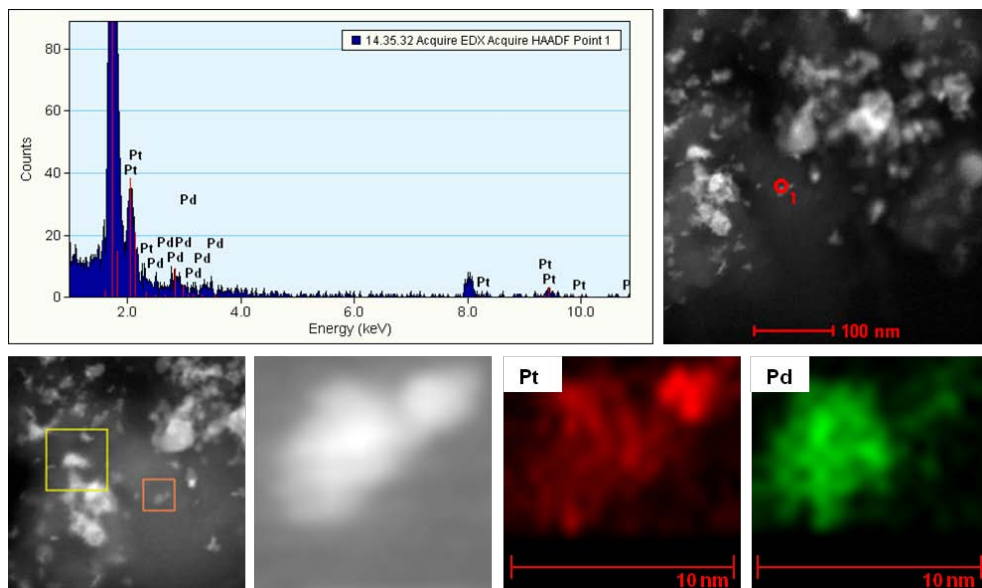 14.35.32 Acquire EDX Acquire HAADF Point 1
80
60
40
20
0
Counts
Pt
Pt
Pd
Pt
Pd Pd
Pd
Pd
Pd
Pd
Pd
Pt
Pt
Pt
Pt
P
2.0 4.0 6.0 8.0 10.0
Energy (keV)
1
100 nm
Pt
10 nm
Pd
10 nm